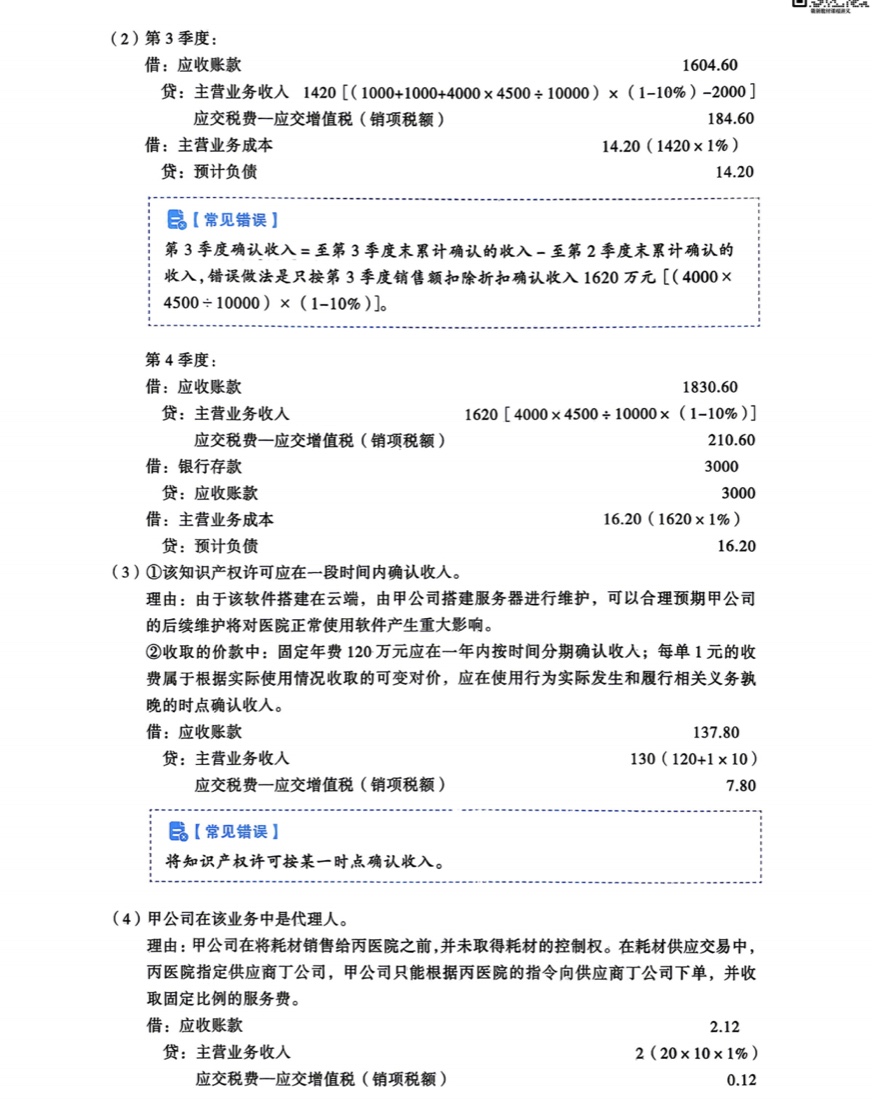 (2)第3季度：
借：应收账款 1604.60
贷：主营业务收入 1420［(1000+1000+4000×4500÷10000)×(1-10%)-2000］
应交税费—应交增值税（销项税额） 184.60
借：主营业务成本 14.20（1420×1%）
贷：预计负债 14.20
【常见错误】
第3季度确认收入=至第3季度末累计确认的收入-至第2季度末累计确认的
收入，错误做法是只按第3季度销售额扣除折扣确认收入1620万元［(4000×
4500÷10000)×(1-10%)］。
第4季度：
借：应收账款 1830.60
贷：主营业务收入 1620［4000×4500÷10000×(1-10%)］
应交税费—应交增值税（销项税额） 210.60
借：银行存款 3000
贷：应收账款 3000
借：主营业务成本 16.20（1620×1%）
贷：预计负债 16.20
(3)①该知识产权许可应在一段时间内确认收入。
理由：由于该软件搭建在云端，由甲公司搭建服务器进行维护，可以合理预期甲公司
的后续维护将对医院正常使用软件产生重大影响。
②收取的价款中：固定年费120万元应在一年内按时间分期确认收入；每单1元的收
费属于根据实际使用情况收取的可变对价，应在使用行为实际发生和履行相关义务孰
晚的时点确认收入。
借：应收账款 137.80
贷：主营业务收入 130（120+1×10）
应交税费—应交增值税（销项税额） 7.80
【常见错误】
将知识产权许可按某一时点确认收入。
(4)甲公司在该业务中是代理人。
理由：甲公司在将耗材销售给丙医院之前，并未取得耗材的控制权。在耗材供应交易中，
丙医院指定供应商丁公司，甲公司只能根据丙医院的指令向供应商丁公司下单，并收
取固定比例的服务费。
借：应收账款 2.12
贷：主营业务收入 2（20×10×1%）
应交税费—应交增值税（销项税额） 0.12